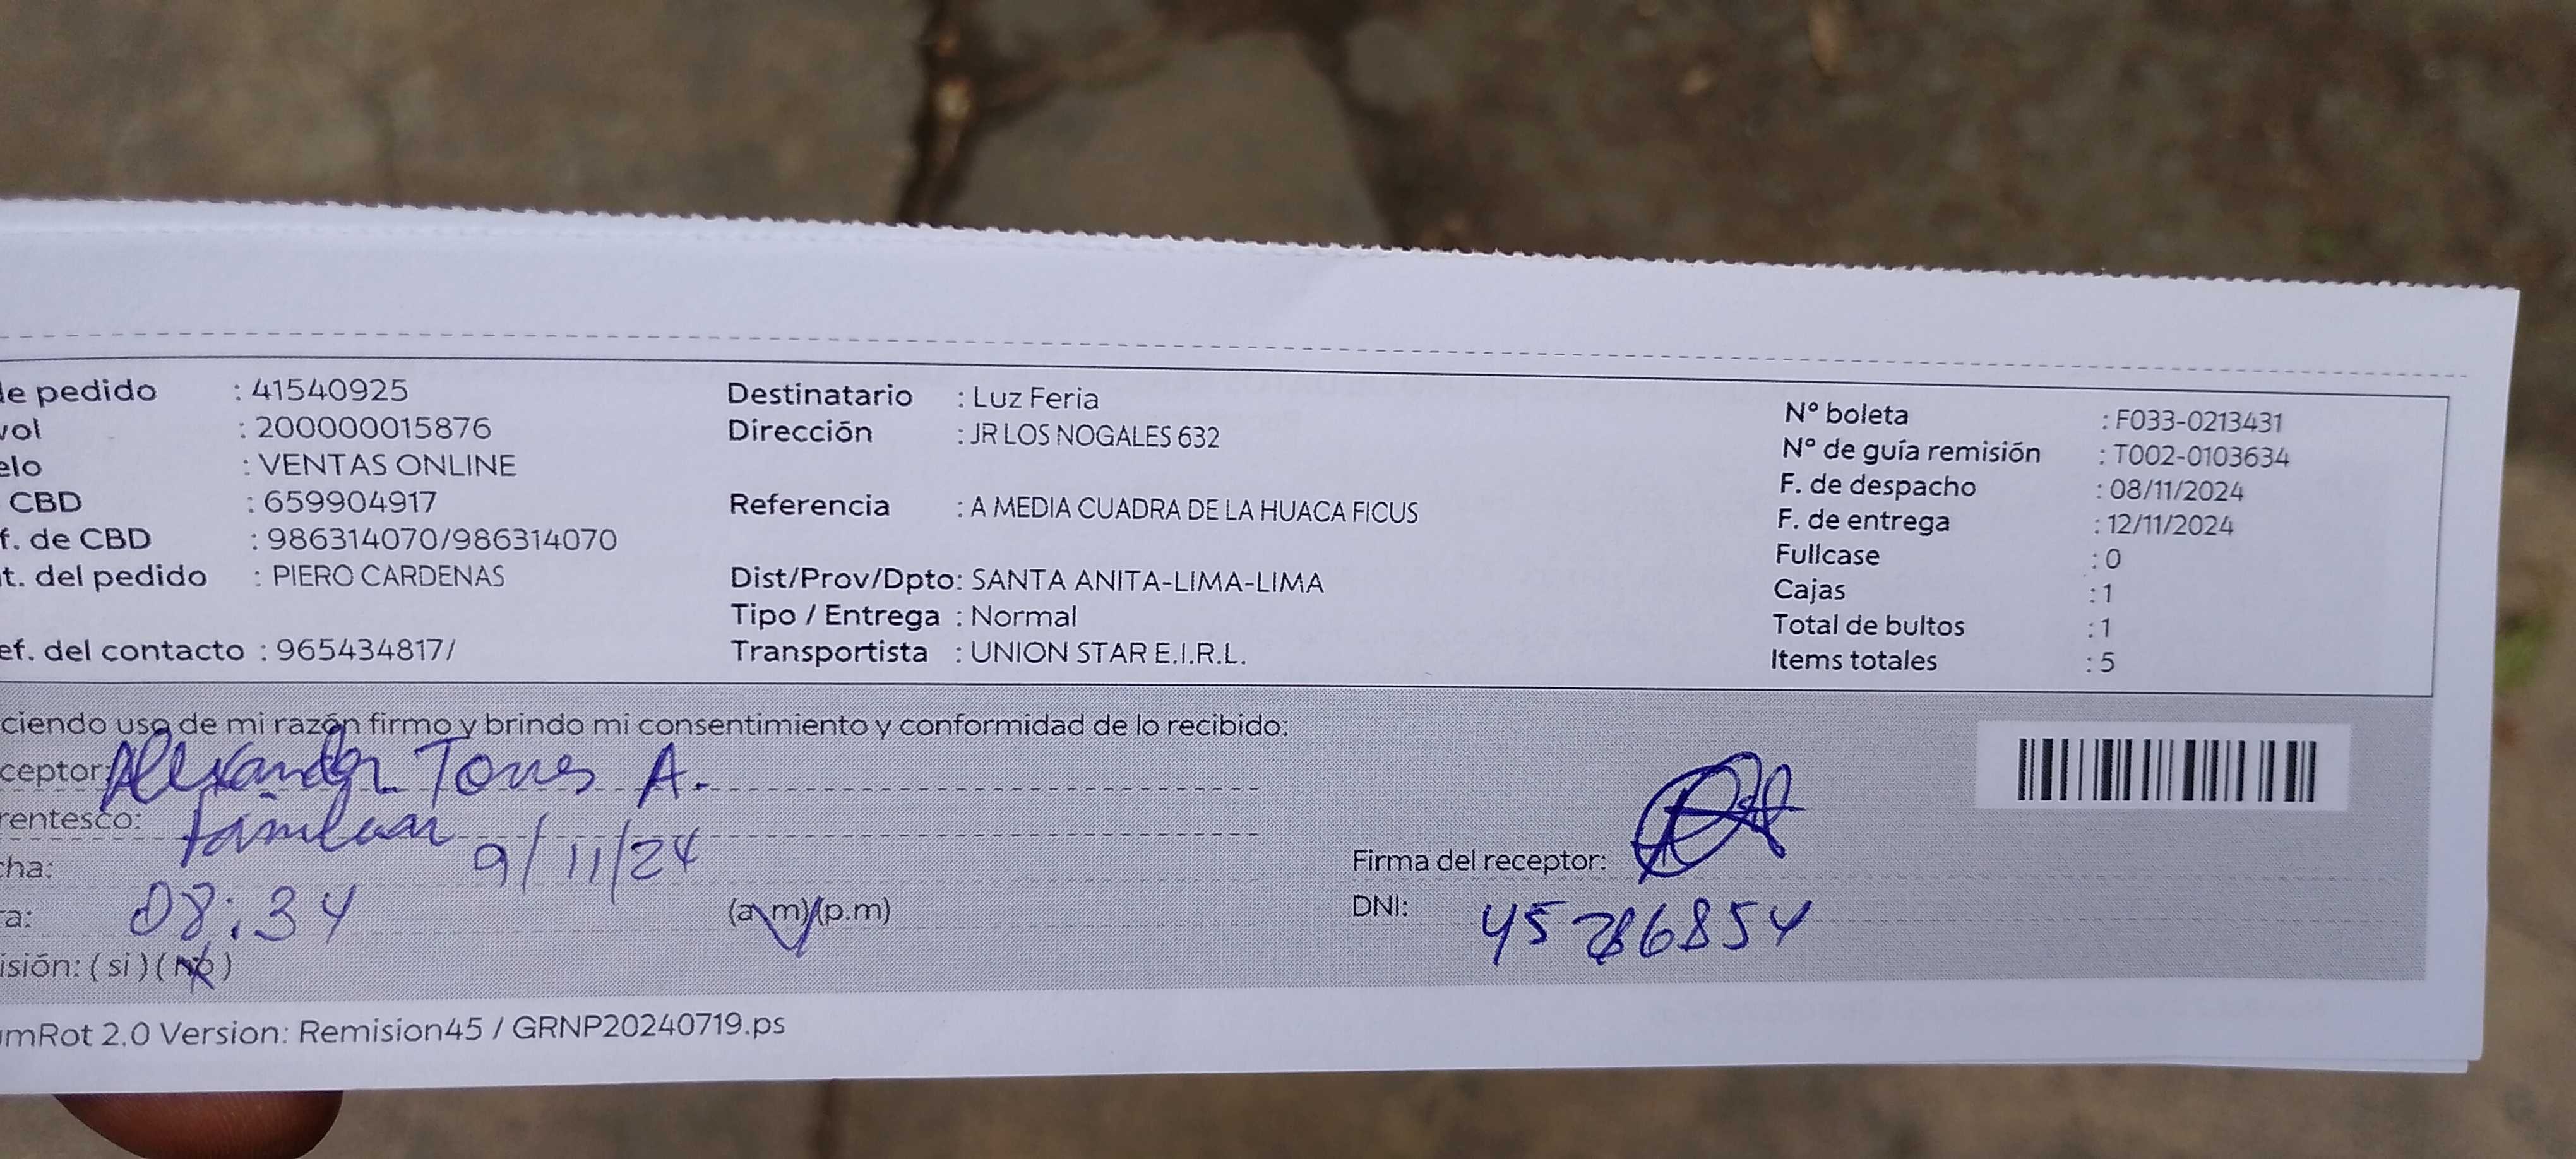 de pedido : 41540925
vol : 200000015876
elo : VENTAS ONLINE
CBD : 659904917
f. de CBD : 986314070/986314070
t. del pedido : PIERO CARDENAS
ef. del contacto : 965434817/
Destinatario : Luz Feria
Dirección : JR LOS NOGALES 632
Referencia : A MEDIA CUADRA DE LA HUACA FICUS
Dist/Prov/Dpto: SANTA ANITA-LIMA-LIMA
Tipo / Entrega : Normal
Transportista : UNION STAR E.I.R.L.
N° boleta : F033-0213431
N° de guía remisión : T002-0103634
F. de despacho : 08/11/2024
F. de entrega : 12/11/2024
Fullcase : 0
Cajas : 1
Total de bultos : 1
Items totales : 5
ciendo uso de mi razón firmo y brindo mi consentimiento y conformidad de lo recibido:
ceptor: Alexander Torres A.
rentesco: familiar
cha: 9/11/24
ra: 08:34 (a.m)(p.m)
isión: ( si ) ( no )
Firma del receptor:
DNI: 45286854
umRot 2.0 Version: Remision45 / GRNP20240719.ps